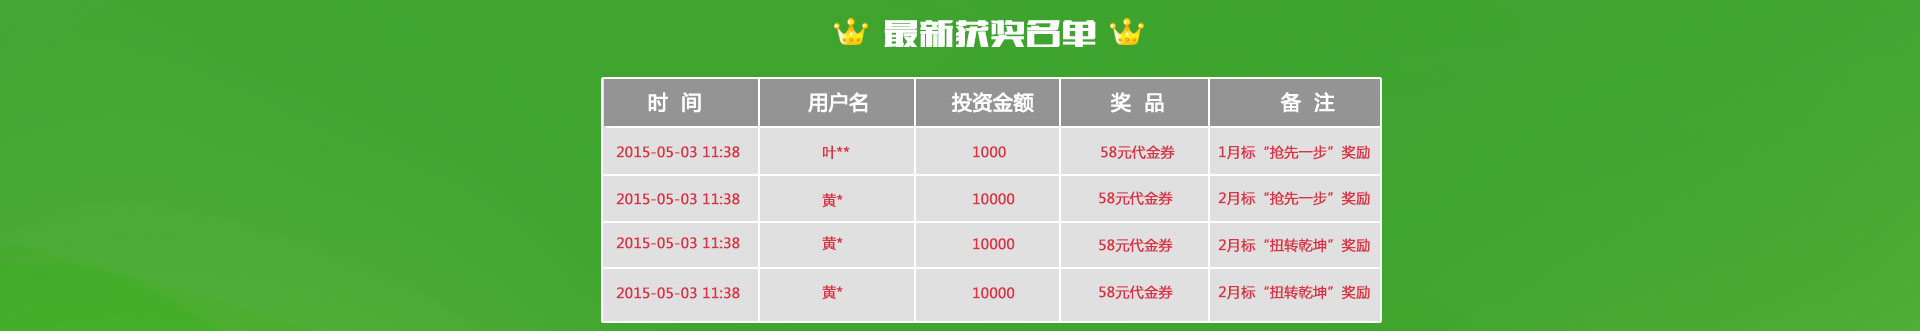 最新获奖名单
时 间 用户名 投资金额 奖 品 备 注
2015-05-03 11:38 叶** 1000 58元代金券 1月标“抢先一步”奖励
2015-05-03 11:38 黄* 10000 58元代金券 2月标“抢先一步”奖励
2015-05-03 11:38 黄* 10000 58元代金券 2月标“扭转乾坤”奖励
2015-05-03 11:38 黄* 10000 58元代金券 2月标“扭转乾坤”奖励